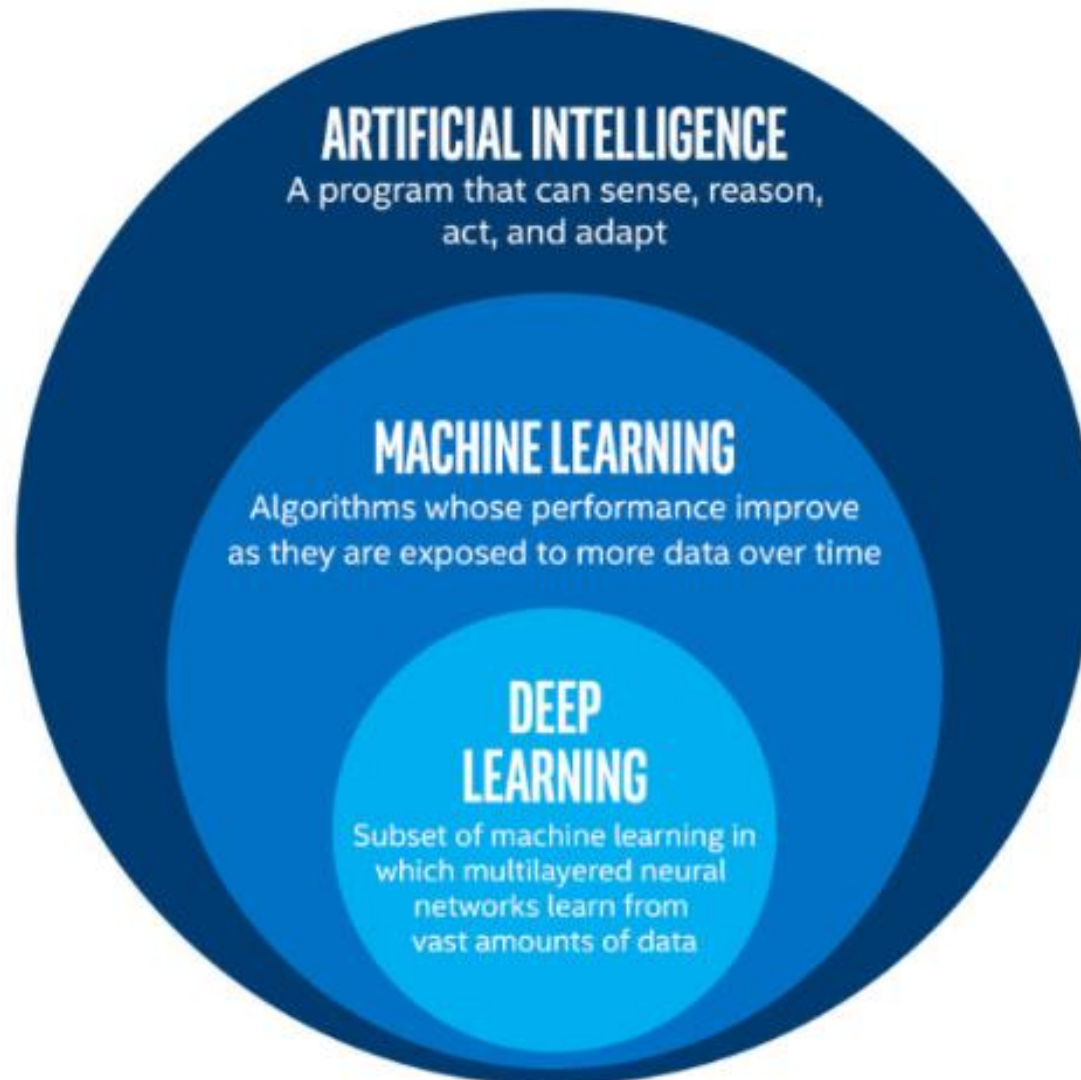 ARTIFICIAL INTELLIGENCE
A program that can sense, reason,
act, and adapt
MACHINE LEARNING
Algorithms whose performance improve
as they are exposed to more data over time
DEEP
LEARNING
Subset of machine learning in
which multilayered neural
networks learn from
vast amounts of data